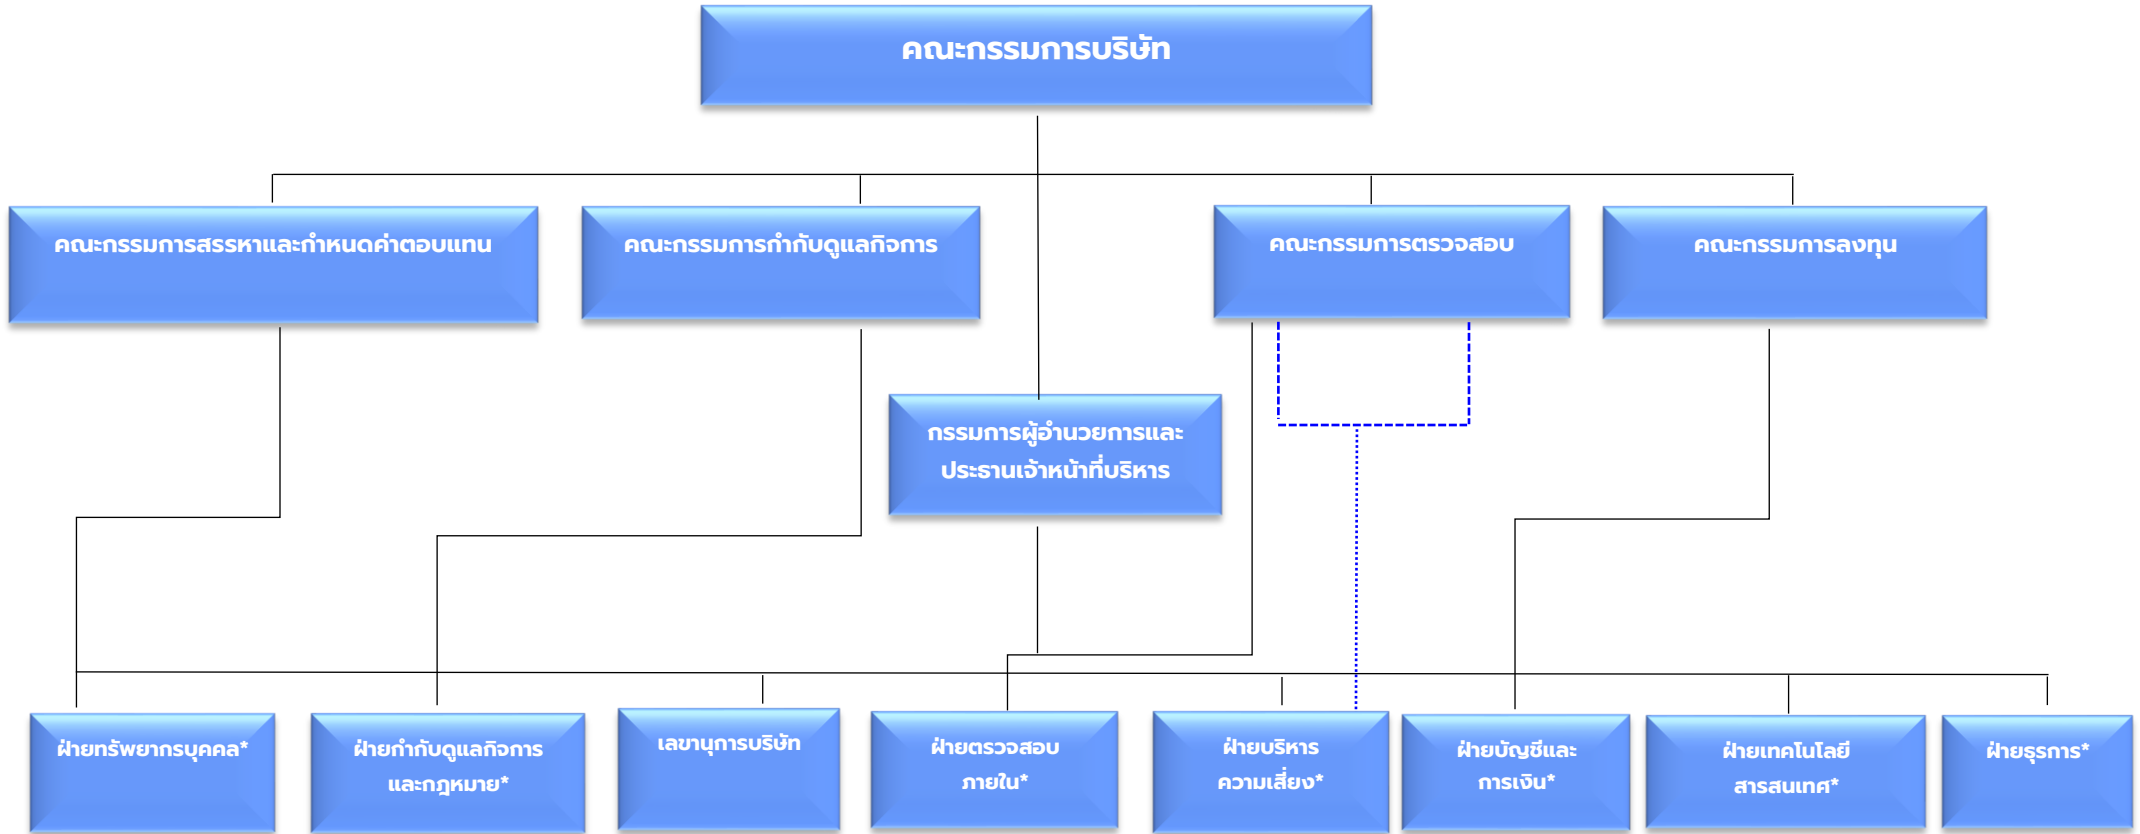 คณะกรรมการบริษัท
คณะกรรมการสรรหาและกำหนดค่าตอบแทน
คณะกรรมการกำกับดูแลกิจการ
คณะกรรมการตรวจสอบ
คณะกรรมการลงทุน
กรรมการผู้อำนวยการและ
ประธานเจ้าหน้าที่บริหาร
ฝ่ายทรัพยากรบุคคล*
ฝ่ายกำกับดูแลกิจการ
และกฎหมาย*
เลขานุการบริษัท
ฝ่ายตรวจสอบ
ภายใน*
ฝ่ายบริหาร
ความเสี่ยง*
ฝ่ายบัญชีและ
การเงิน*
ฝ่ายเทคโนโลยี
สารสนเทศ*
ฝ่ายธุรการ*